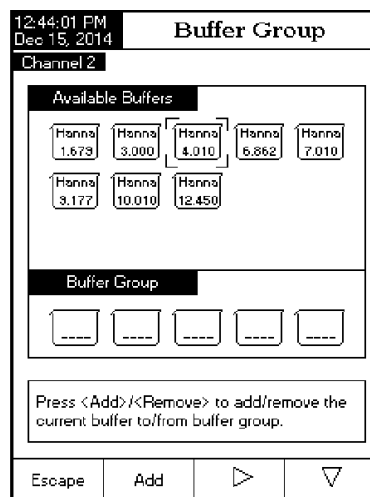 12:44:01 PM
Dec 15, 2014
Buffer Group
Channel 2
Available Buffers
Hanna Hanna Hanna Hanna Hanna
1.679 3.000 4.010 6.862 7.010
Hanna Hanna Hanna
9.177 10.010 12.450
Buffer Group
---- ---- ---- ---- ----
Press <Add>/<Remove> to add/remove the
current buffer to/from buffer group.
Escape Add